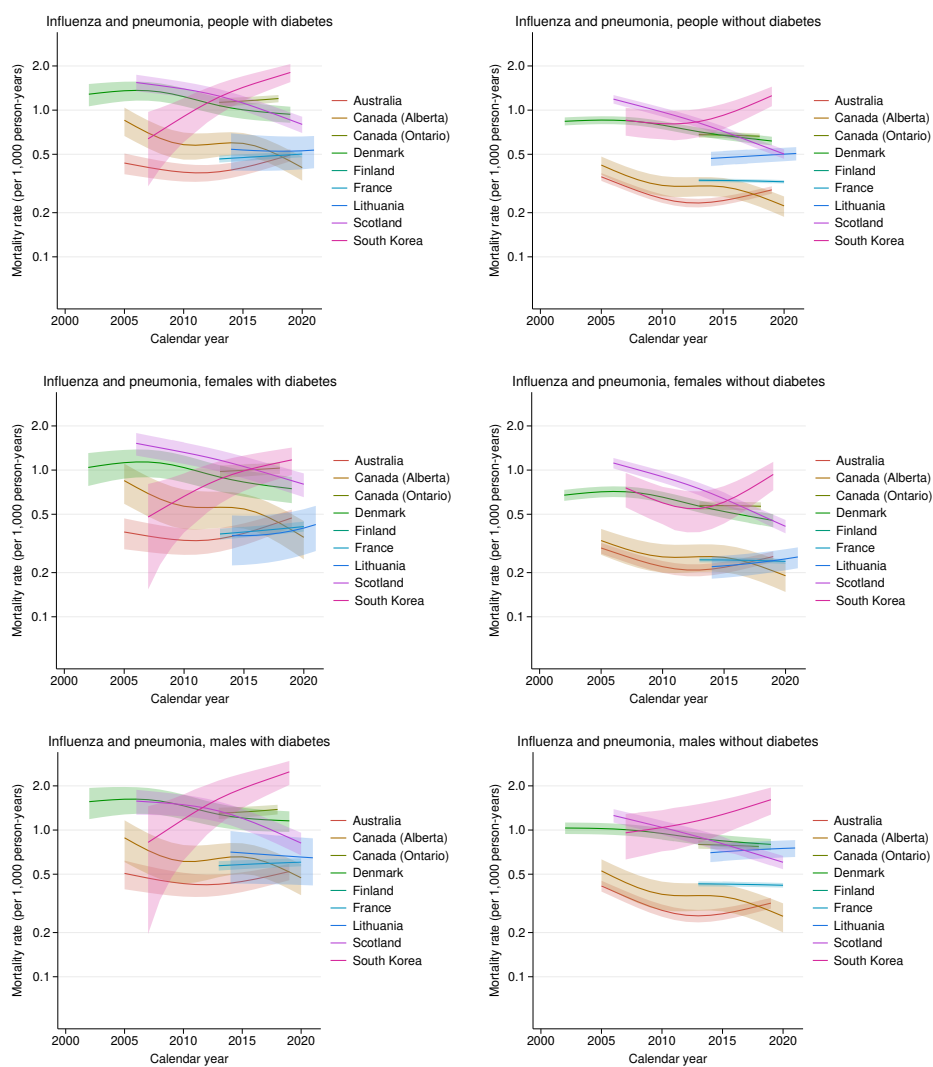 Influenza and pneumonia, people with diabetes
Mortality rate (per 1,000 person-years)
2.0
1.0
0.5
0.2
0.1
2000 2005 2010 2015 2020
Calendar year
Australia
Canada (Alberta)
Canada (Ontario)
Denmark
Finland
France
Lithuania
Scotland
South Korea
Influenza and pneumonia, people without diabetes
Mortality rate (per 1,000 person-years)
2.0
1.0
0.5
0.2
0.1
2000 2005 2010 2015 2020
Calendar year
Australia
Canada (Alberta)
Canada (Ontario)
Denmark
Finland
France
Lithuania
Scotland
South Korea
Influenza and pneumonia, females with diabetes
Mortality rate (per 1,000 person-years)
2.0
1.0
0.5
0.2
0.1
2000 2005 2010 2015 2020
Calendar year
Australia
Canada (Alberta)
Canada (Ontario)
Denmark
Finland
France
Lithuania
Scotland
South Korea
Influenza and pneumonia, females without diabetes
Mortality rate (per 1,000 person-years)
2.0
1.0
0.5
0.2
0.1
2000 2005 2010 2015 2020
Calendar year
Australia
Canada (Alberta)
Canada (Ontario)
Denmark
Finland
France
Lithuania
Scotland
South Korea
Influenza and pneumonia, males with diabetes
Mortality rate (per 1,000 person-years)
2.0
1.0
0.5
0.2
0.1
2000 2005 2010 2015 2020
Calendar year
Australia
Canada (Alberta)
Canada (Ontario)
Denmark
Finland
France
Lithuania
Scotland
South Korea
Influenza and pneumonia, males without diabetes
Mortality rate (per 1,000 person-years)
2.0
1.0
0.5
0.2
0.1
2000 2005 2010 2015 2020
Calendar year
Australia
Canada (Alberta)
Canada (Ontario)
Denmark
Finland
France
Lithuania
Scotland
South Korea